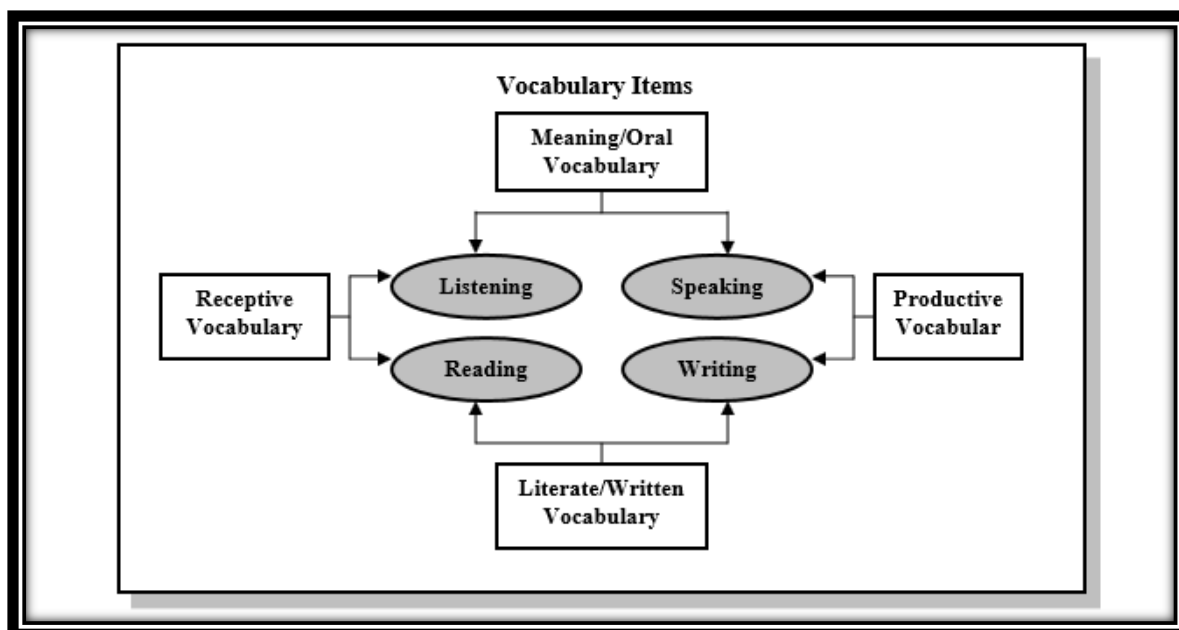 Vocabulary Items
Meaning/Oral
Vocabulary
Listening
Speaking
Receptive
Vocabulary
Productive
Vocabular
Reading
Writing
Literate/Written
Vocabulary